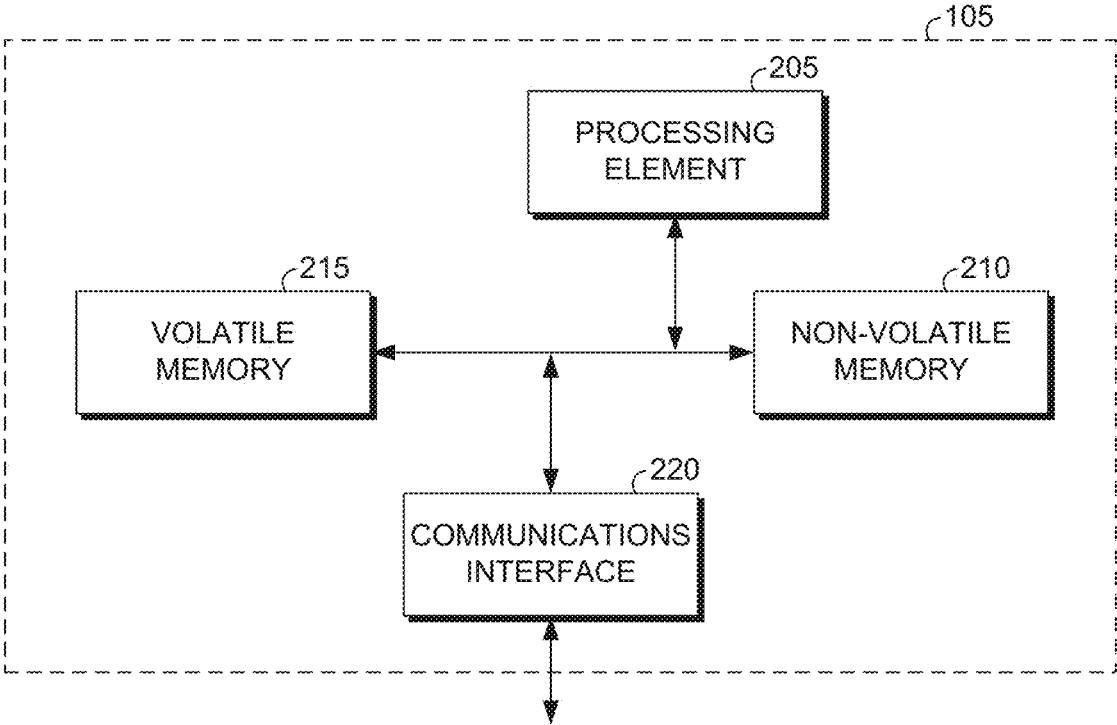 105
205
PROCESSING
ELEMENT
215
VOLATILE
MEMORY
210
NON-VOLATILE
MEMORY
220
COMMUNICATIONS
INTERFACE